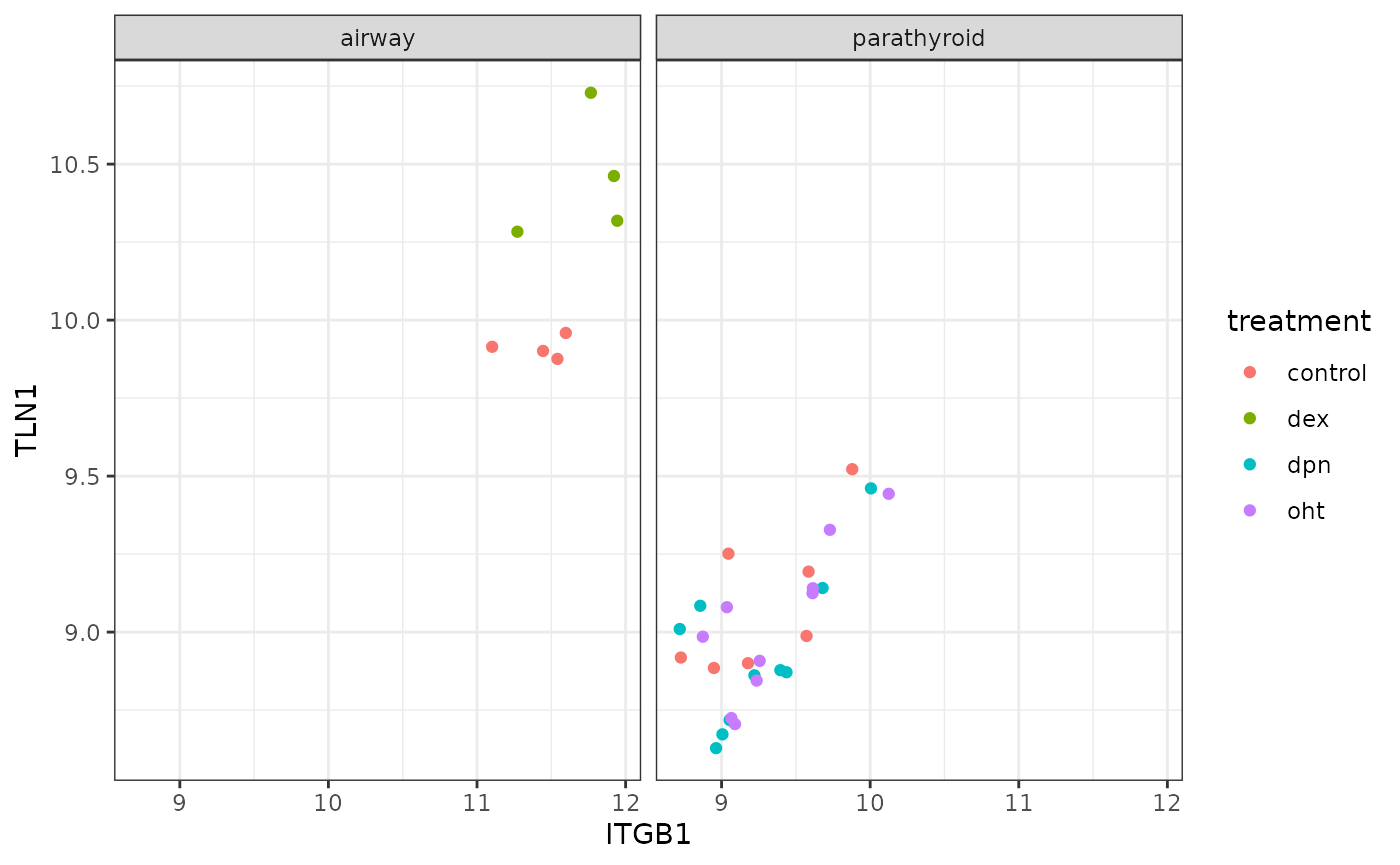 airway parathyroid
10.5
10.0
9.5
9.0
TLN1
9 10 11 12 9 10 11 12
ITGB1
treatment
control
dex
dpn
oht